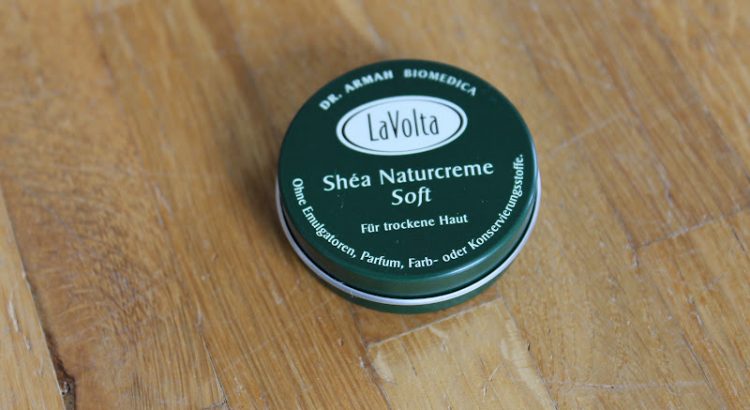 DR. ARMAH BIOMEDICA
LaVolta
Shéa Naturcreme
Soft
Für trockene Haut
Ohne Emulgatoren, Parfum, Farb- oder Konservierungsstoffe.